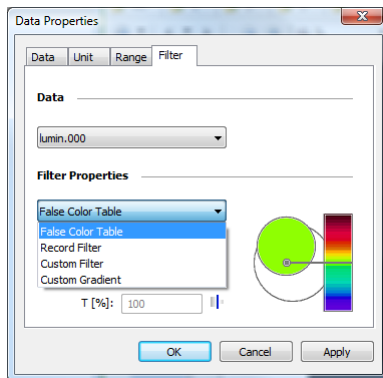 Data Properties
Data Unit Range Filter
Data
lumin.000
Filter Properties
False Color Table
False Color Table
Record Filter
Custom Filter
Custom Gradient
T [%]: 100
OK Cancel Apply